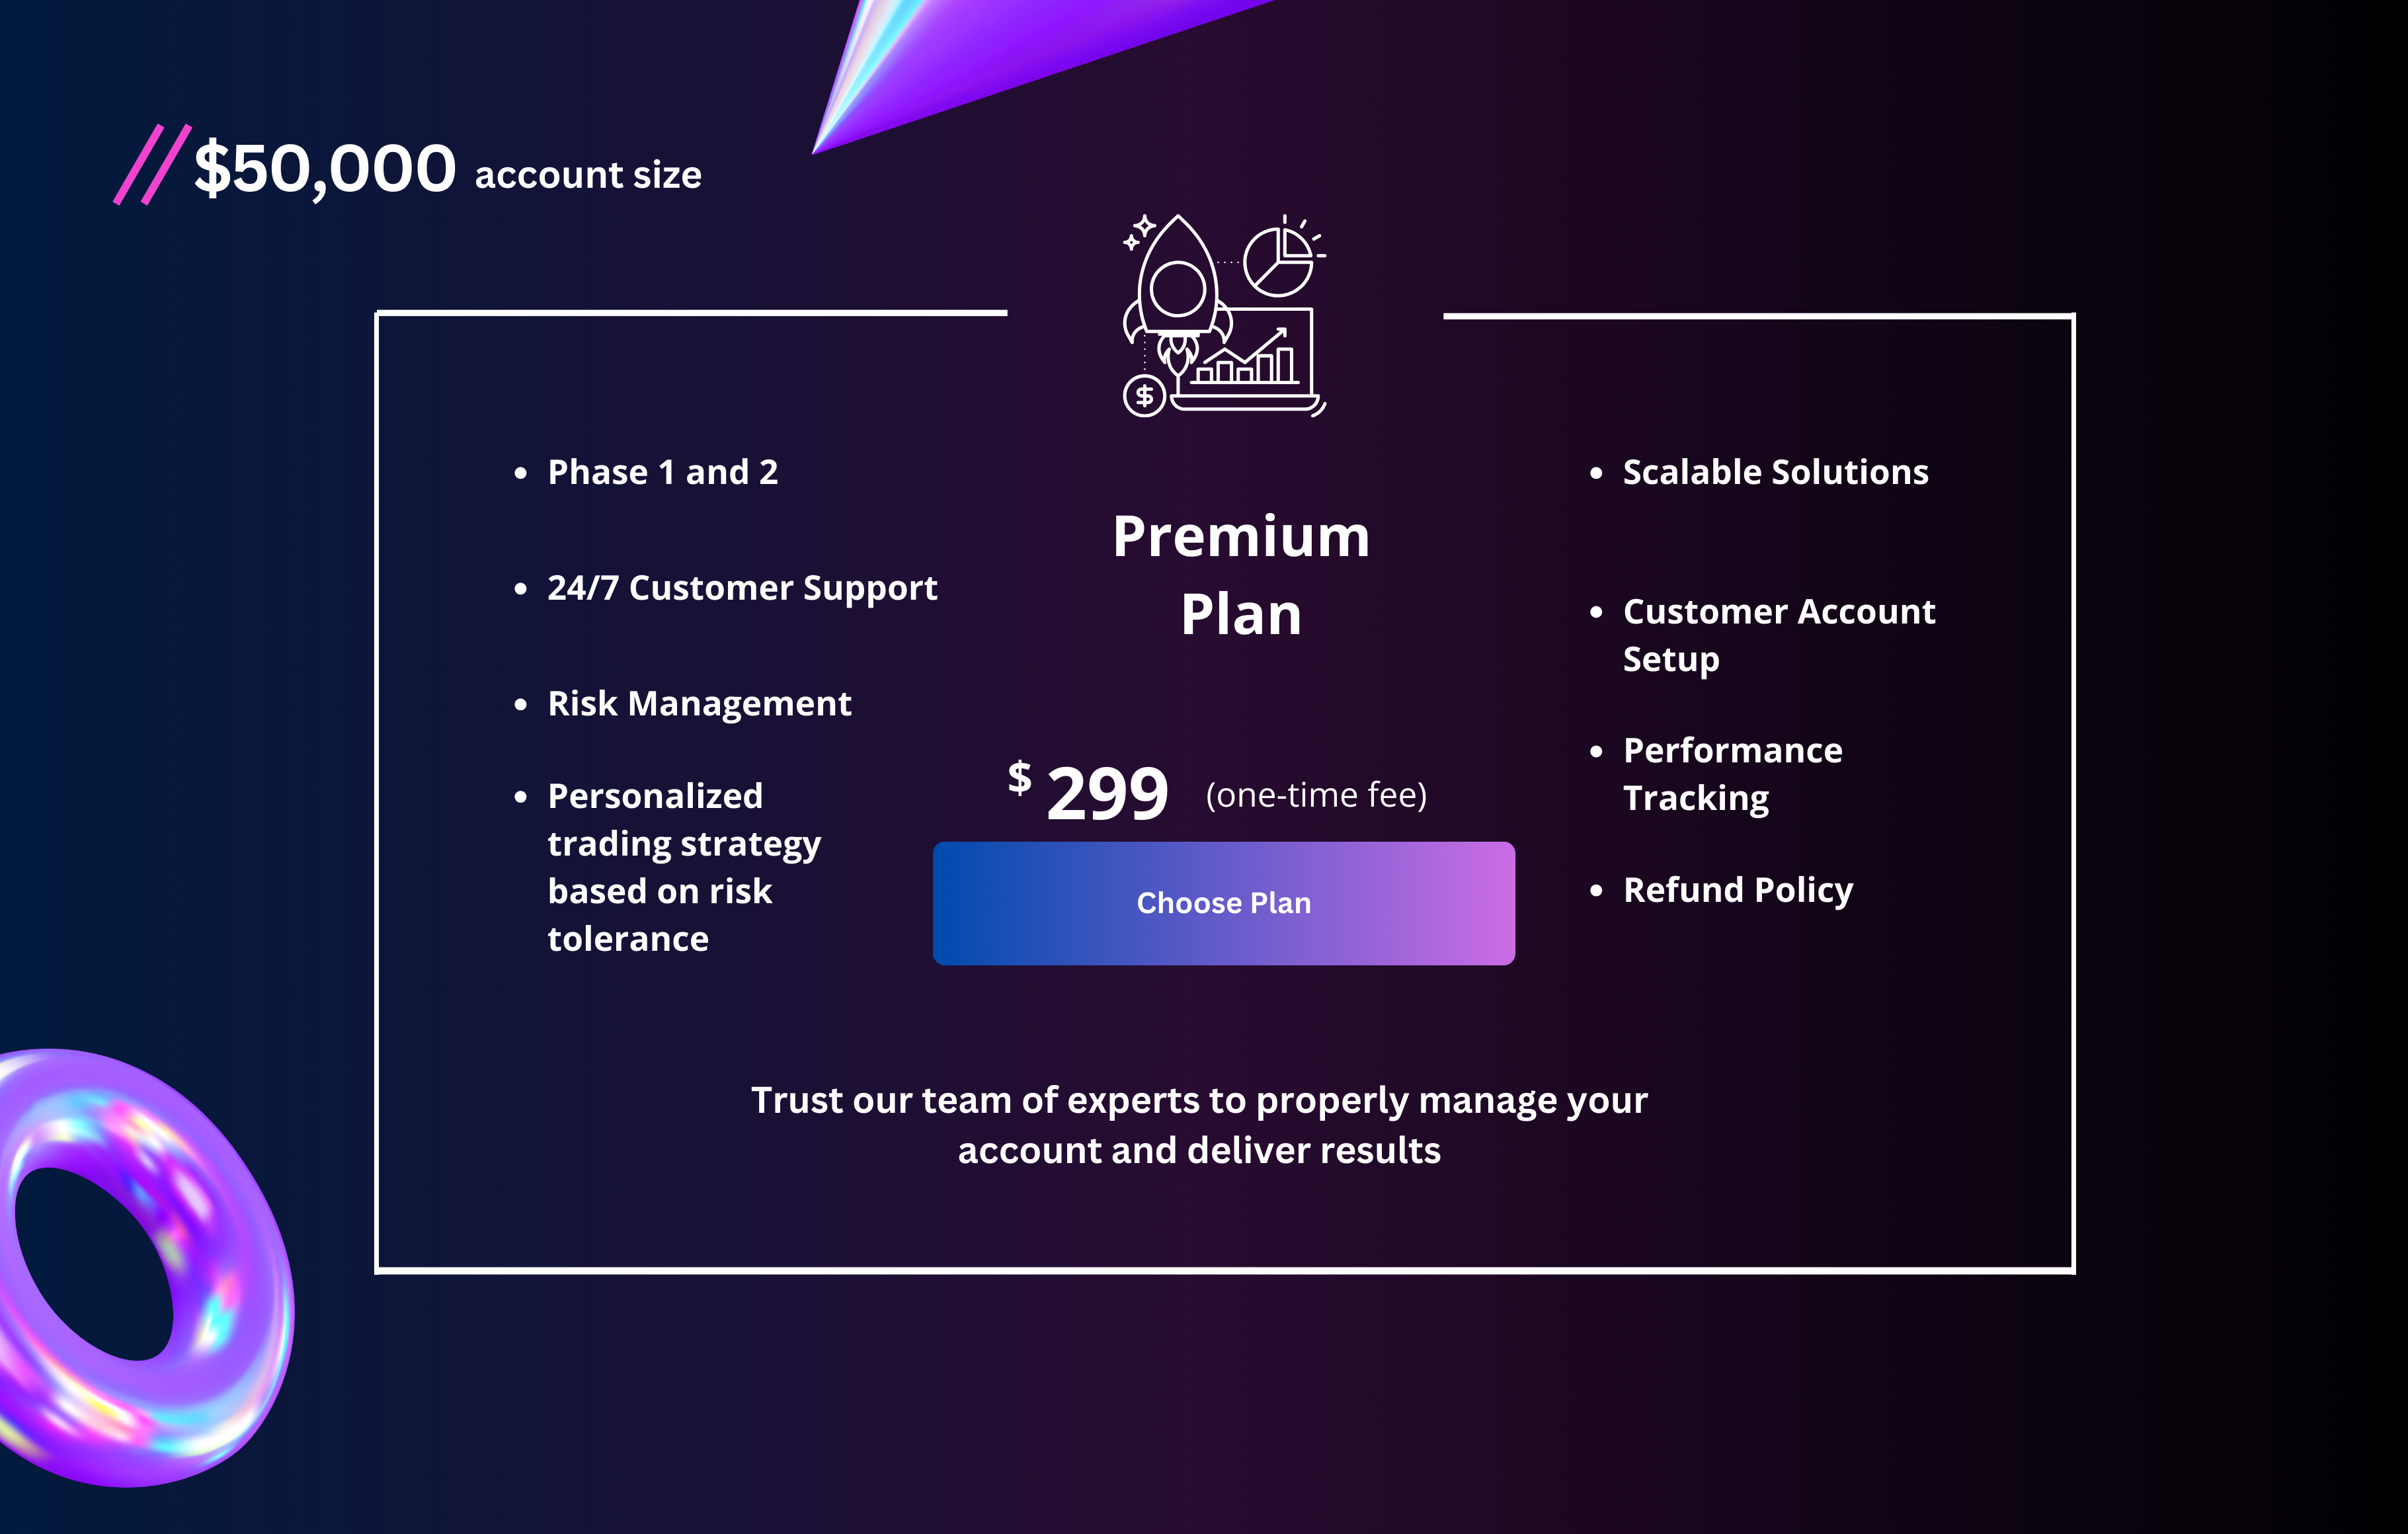 $50,000 account size
• Phase 1 and 2
• 24/7 Customer Support
• Risk Management
• Personalized
trading strategy
based on risk
tolerance
$
Premium
Plan
$ 299 (one-time fee)
Choose Plan
• Scalable Solutions
• Customer Account
Setup
• Performance
Tracking
• Refund Policy
Trust our team of experts to properly manage your
account and deliver results